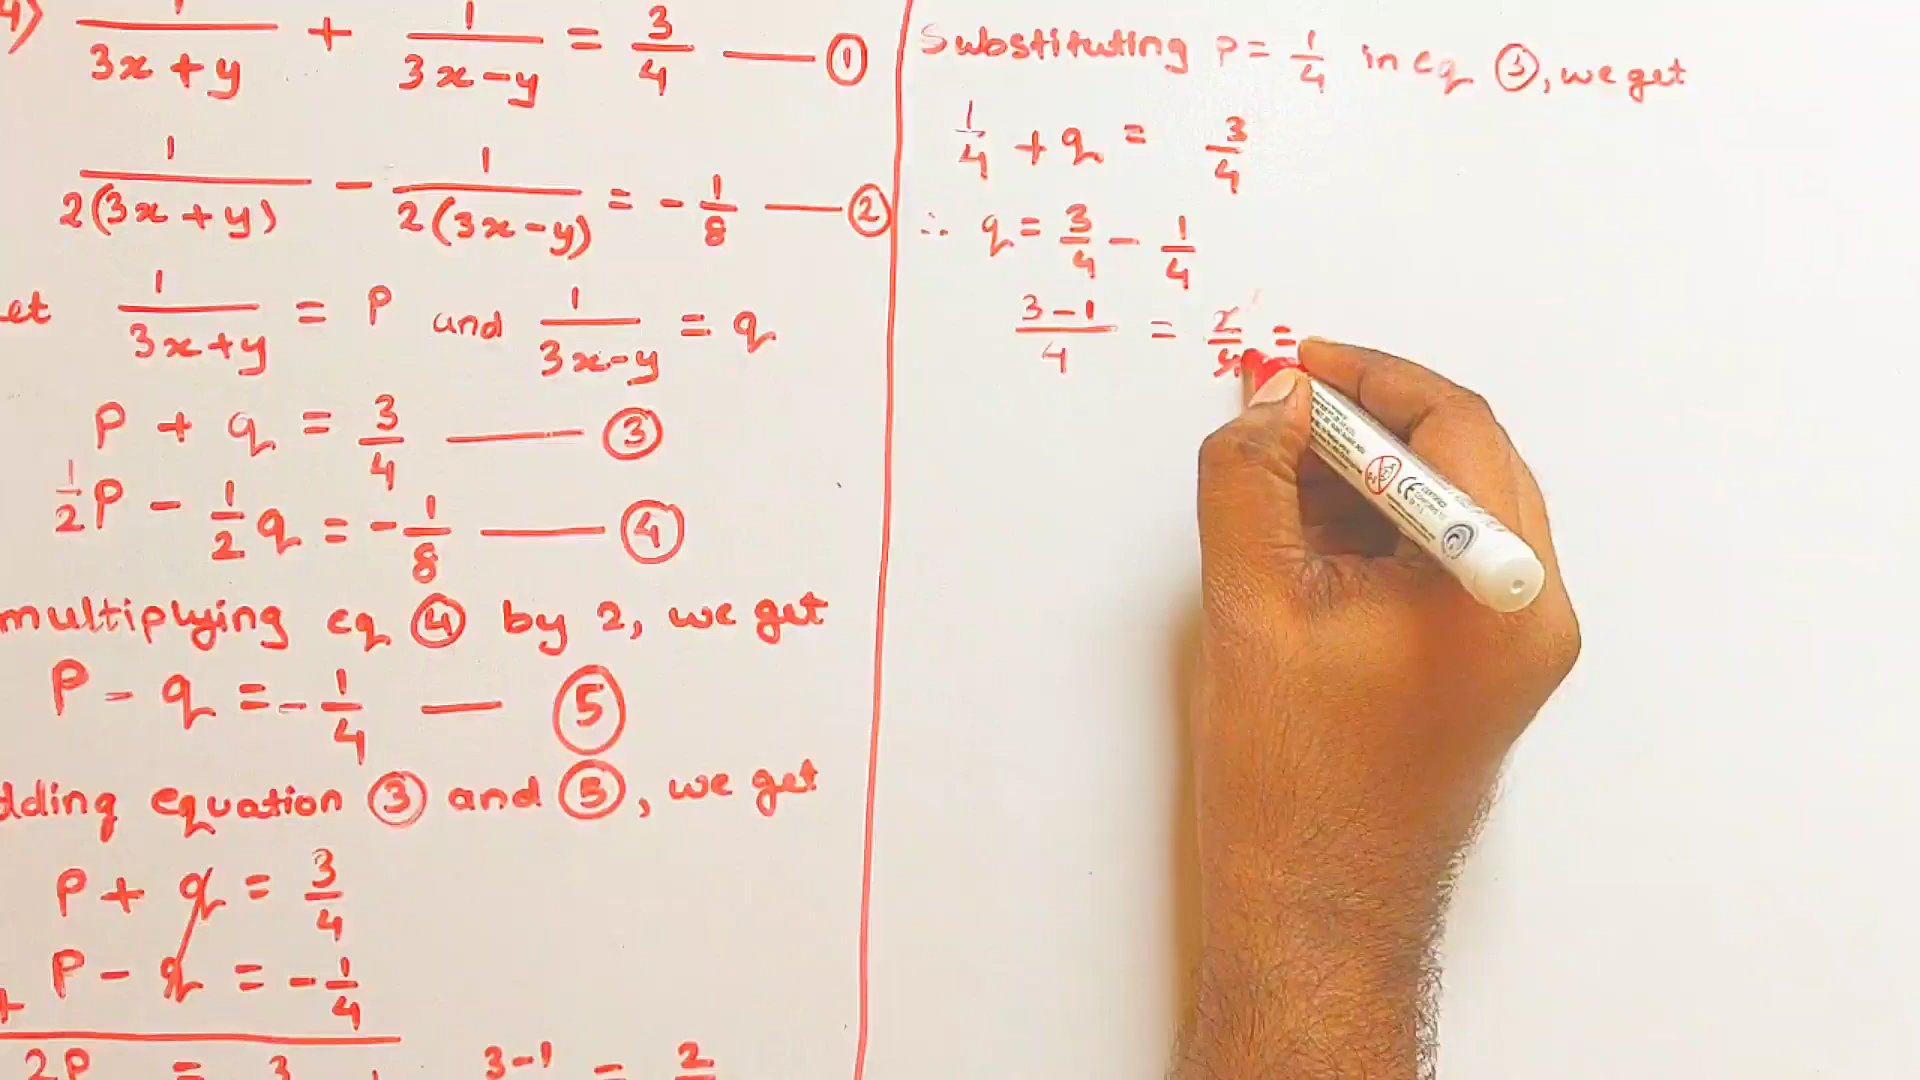 4) 1/(3x+y) + 1/(3x-y) = 3/4 —— ①
1/(2(3x+y)) - 1/(2(3x-y)) = -1/8 —— ②
et 1/(3x+y) = P and 1/(3x-y) = q
P + q = 3/4 —— ③
1/2 P - 1/2 q = -1/8 —— ④
multiplying eq ④ by 2, we get
P - q = -1/4 — ⑤
dding equation ③ and ⑤, we get
P + q = 3/4
+ P - q = -1/4
2P = 3 3-1 = 2
Substituting P = 1/4 in eq ③, we get
1/4 + q = 3/4
∴ q = 3/4 - 1/4
(3-1)/4 = 2/4 =